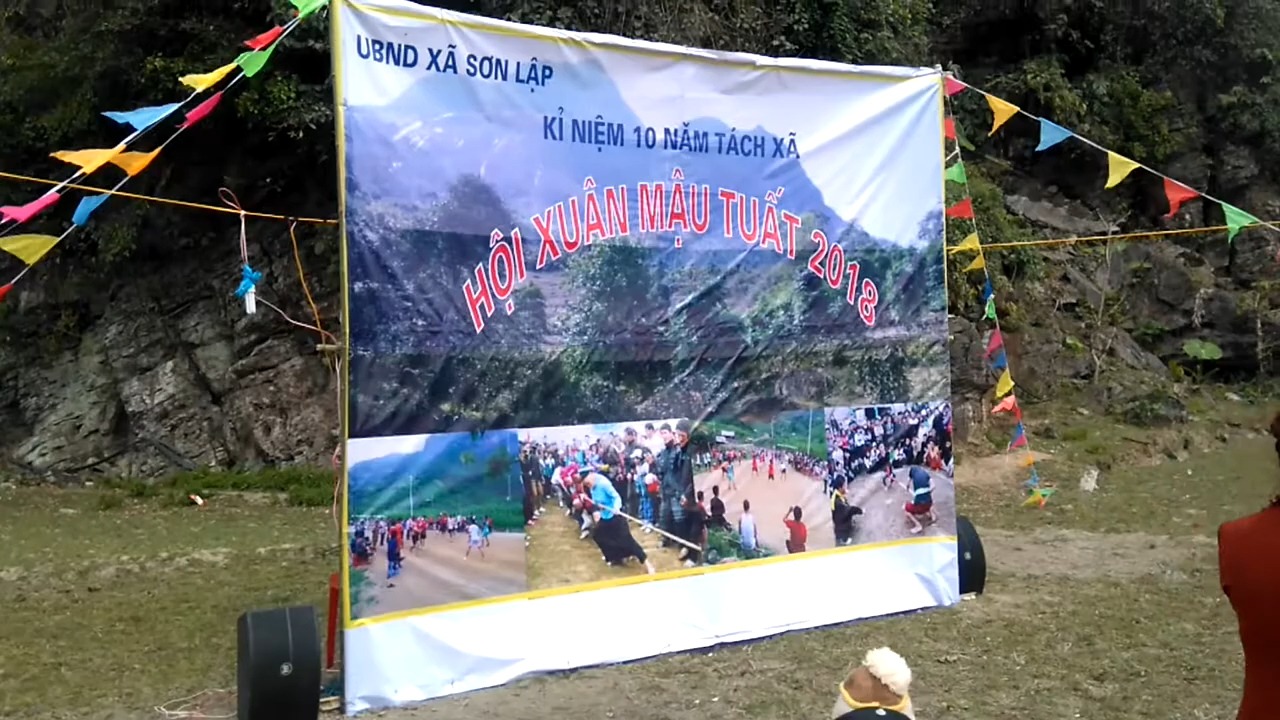 UBND XÃ SƠN LẬP
KỈ NIỆM 10 NĂM TÁCH XÃ
HỘI XUÂN MẬU TUẤT 2018